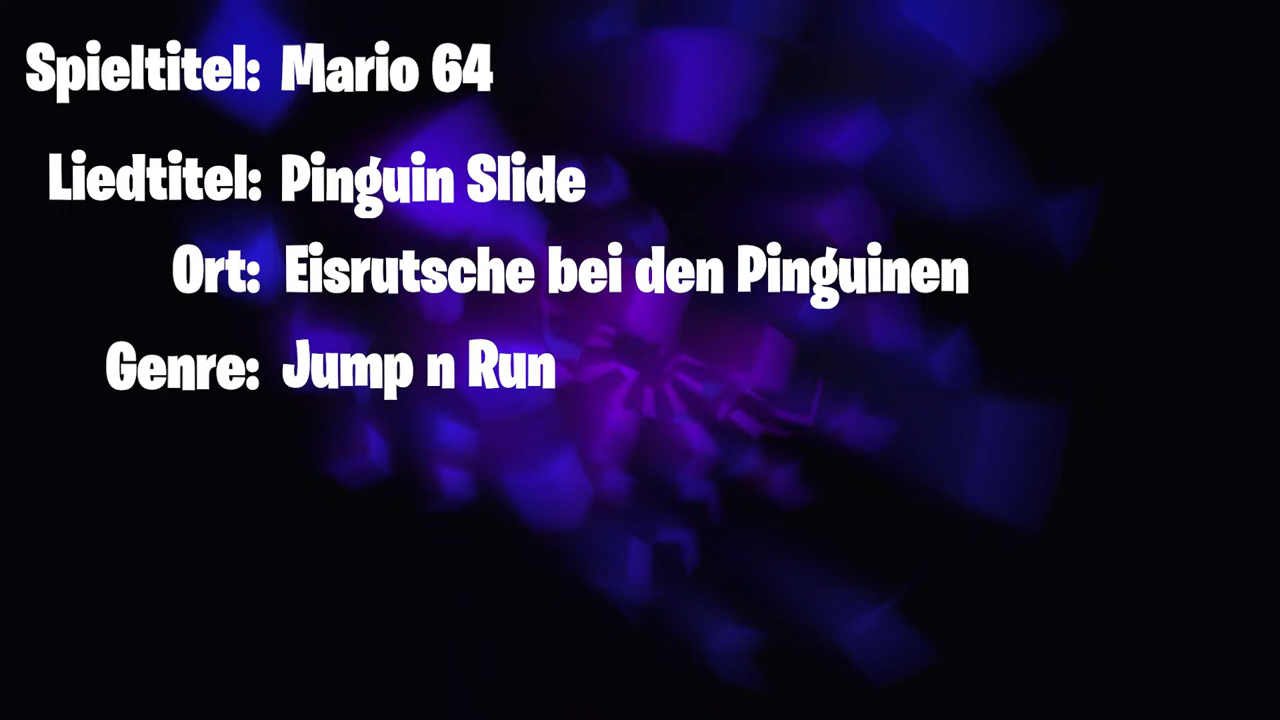 Spieltitel: Mario 64
Liedtitel: Pinguin Slide
Ort: Eisrutsche bei den Pinguinen
Genre: Jump n Run